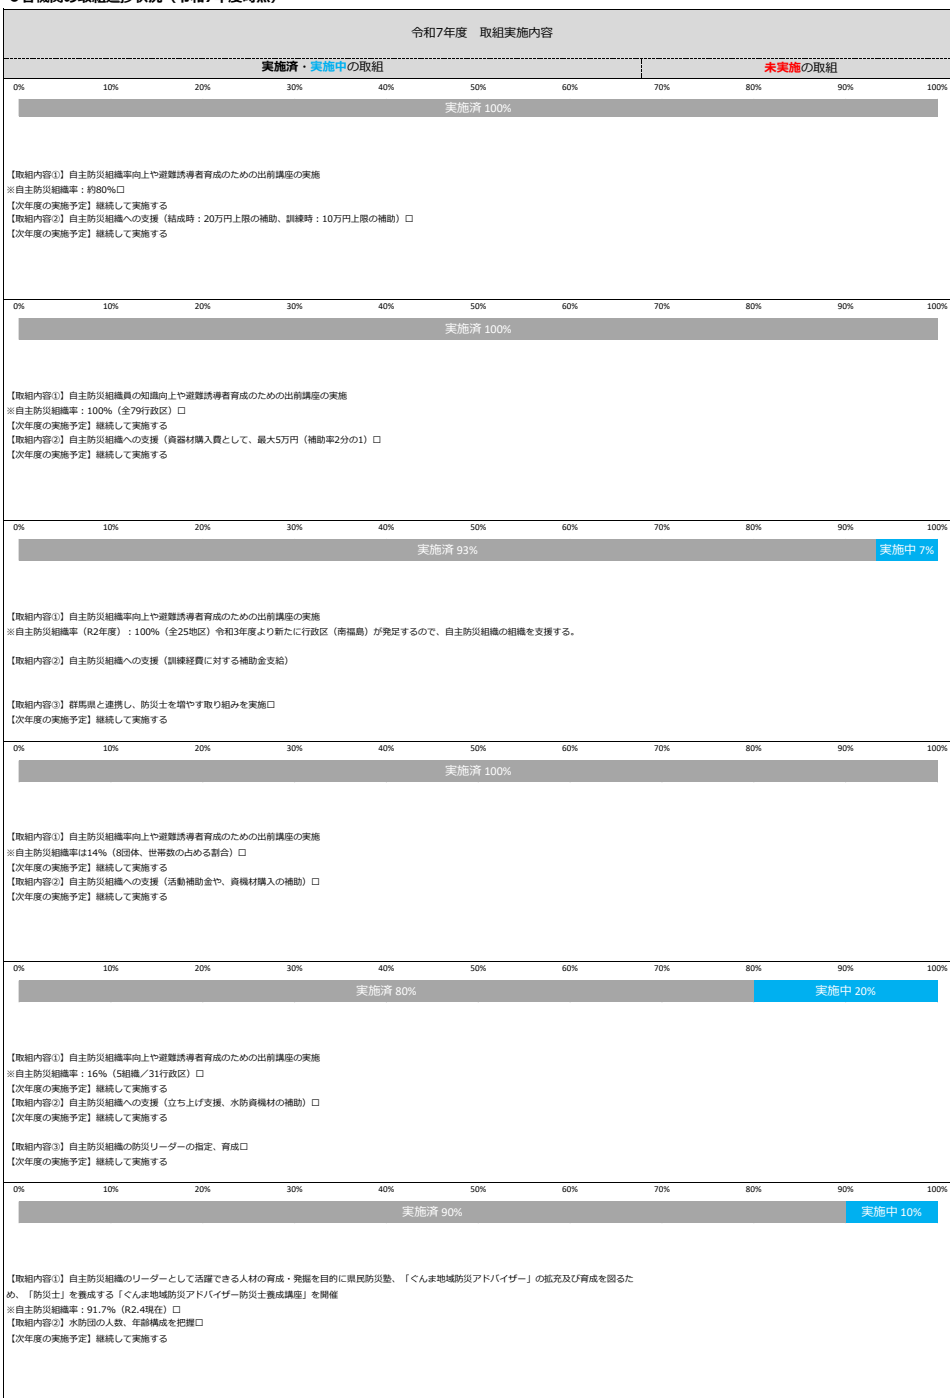 令和7年度　取組実施内容
実施済・実施中の取組
未実施の取組
0% 10% 20% 30% 40% 50% 60% 70% 80% 90% 100%
実施済 100%
【取組内容①】自主防災組織率向上や避難誘導者育成のための出前講座の実施
※自主防災組織率：約80%□
【次年度の実施予定】継続して実施する
【取組内容②】自主防災組織への支援（結成時：20万円上限の補助、訓練時：10万円上限の補助）□
【次年度の実施予定】継続して実施する
0% 10% 20% 30% 40% 50% 60% 70% 80% 90% 100%
実施済 100%
【取組内容①】自主防災組織員の知識向上や避難誘導者育成のための出前講座の実施
※自主防災組織率：100%（全79行政区）□
【次年度の実施予定】継続して実施する
【取組内容②】自主防災組織への支援（資器材購入費として、最大5万円（補助率2分の1）□
【次年度の実施予定】継続して実施する
0% 10% 20% 30% 40% 50% 60% 70% 80% 90% 100%
実施済 93% 実施中 7%
【取組内容①】自主防災組織率向上や避難誘導者育成のための出前講座の実施
※自主防災組織率（R2年度）：100%（全25地区）令和3年度より新たに行政区（南福島）が発足するので、自主防災組織の組織を支援する。
【取組内容②】自主防災組織への支援（訓練経費に対する補助金支給）
【取組内容③】群馬県と連携し、防災士を増やす取り組みを実施□
【次年度の実施予定】継続して実施する
0% 10% 20% 30% 40% 50% 60% 70% 80% 90% 100%
実施済 100%
【取組内容①】自主防災組織率向上や避難誘導者育成のための出前講座の実施
※自主防災組織率は14%（8団体、世帯数の占める割合）□
【次年度の実施予定】継続して実施する
【取組内容②】自主防災組織への支援（活動補助金や、資機材購入の補助）□
【次年度の実施予定】継続して実施する
0% 10% 20% 30% 40% 50% 60% 70% 80% 90% 100%
実施済 80% 実施中 20%
【取組内容①】自主防災組織率向上や避難誘導者育成のための出前講座の実施
※自主防災組織率：16%（5組織／31行政区）□
【次年度の実施予定】継続して実施する
【取組内容②】自主防災組織への支援（立ち上げ支援、水防資機材の補助）□
【次年度の実施予定】継続して実施する
【取組内容③】自主防災組織の防災リーダーの指定、育成□
【次年度の実施予定】継続して実施する
0% 10% 20% 30% 40% 50% 60% 70% 80% 90% 100%
実施済 90% 実施中 10%
【取組内容①】自主防災組織のリーダーとして活躍できる人材の育成・発掘を目的に県民防災塾、「ぐんま地域防災アドバイザー」の拡充及び育成を図るた
め、「防災士」を養成する「ぐんま地域防災アドバイザー防災士養成講座」を開催
※自主防災組織率：91.7%（R2.4現在）□
【取組内容②】水防団の人数、年齢構成を把握□
【次年度の実施予定】継続して実施する